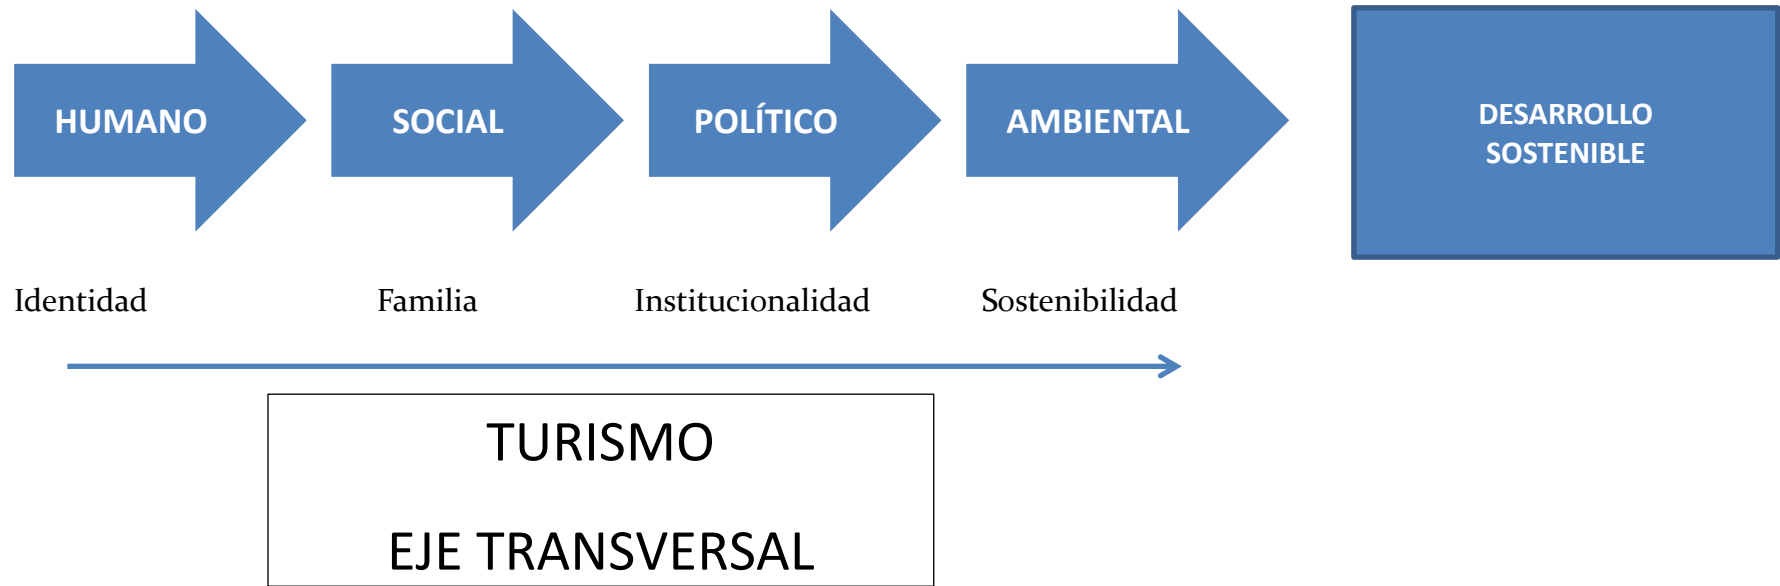 HUMANO
SOCIAL
POLÍTICO
AMBIENTAL
DESARROLLO
SOSTENIBLE
Identidad
Familia
Institucionalidad
Sostenibilidad
TURISMO
EJE TRANSVERSAL